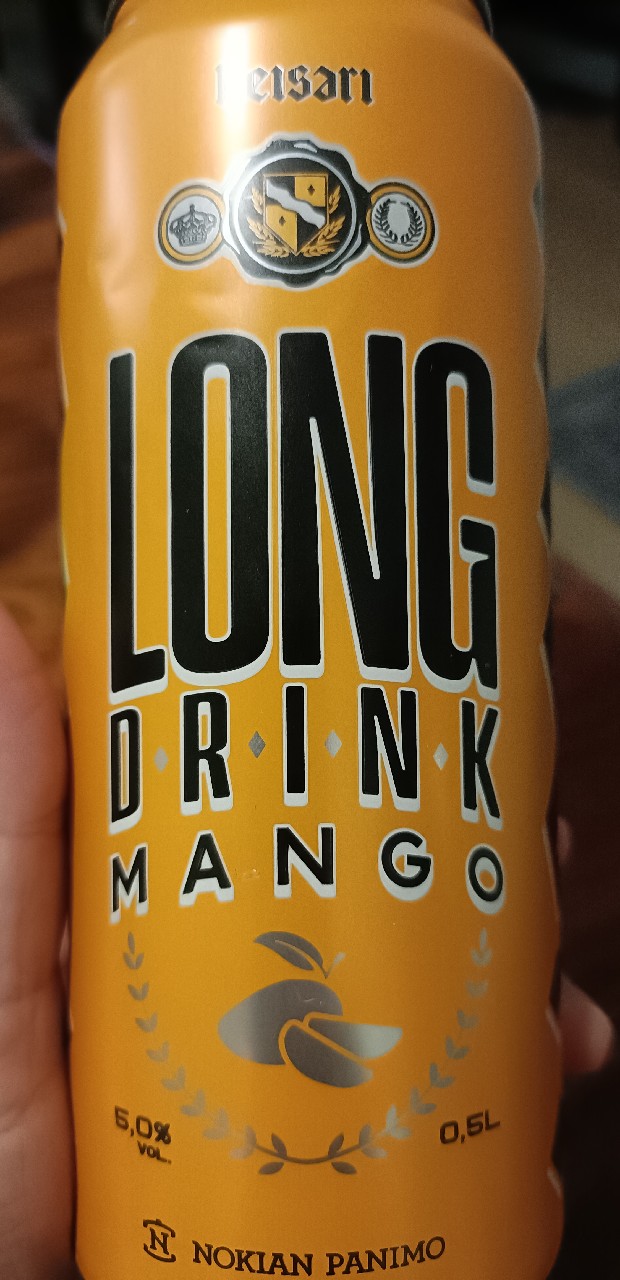 Keisari
LONG
DRINK
MANGO
5,0%
VOL.
0,5L
N NOKIAN PANIMO